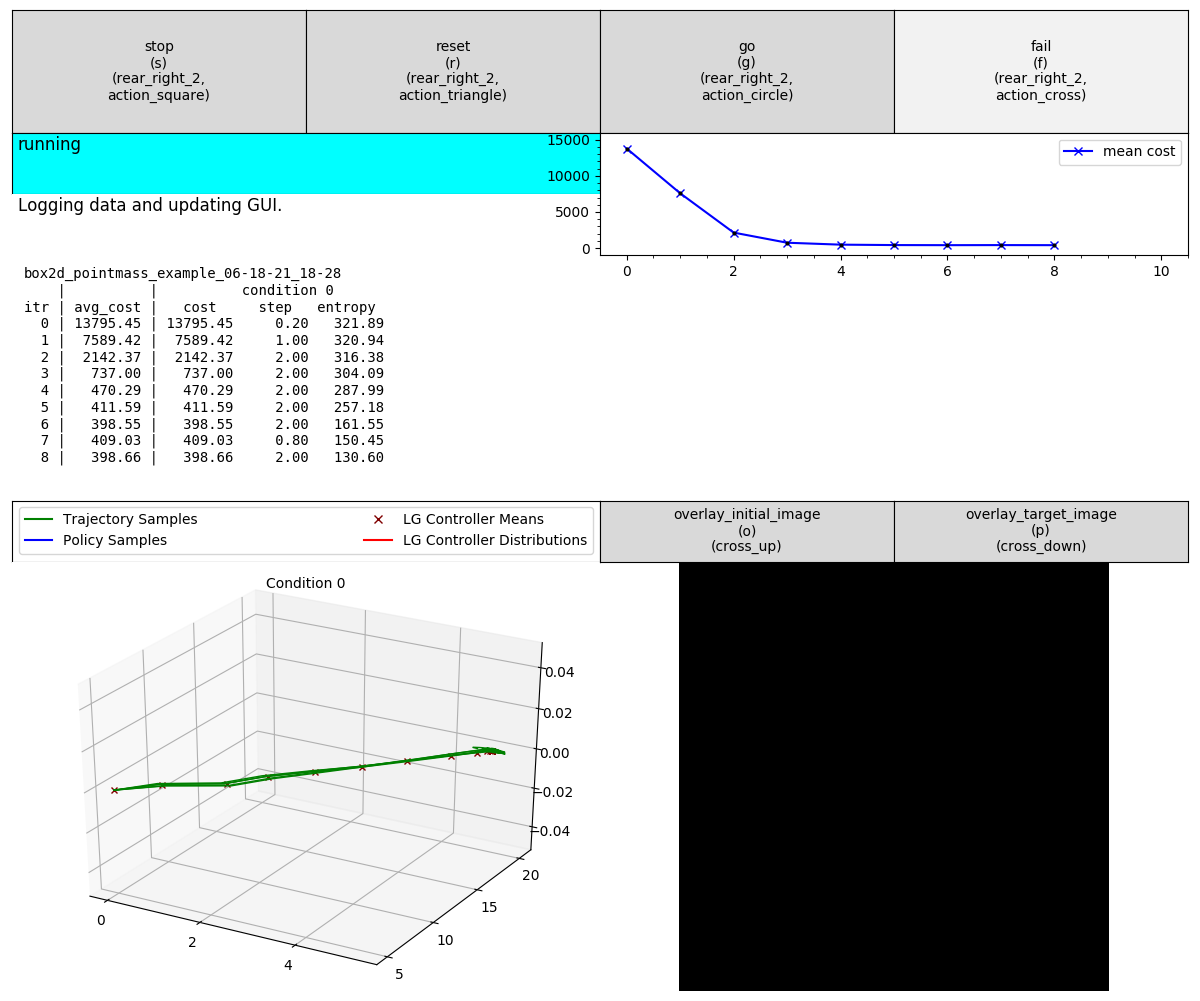 stop
(s)
(rear_right_2,
action_square)
reset
(r)
(rear_right_2,
action_triangle)
go
(g)
(rear_right_2,
action_circle)
fail
(f)
(rear_right_2,
action_cross)
running
Logging data and updating GUI.
15000
10000
5000
0
0 2 4 6 8 10
mean cost
box2d_pointmass_example_06-18-21_18-28
| | condition 0
itr | avg_cost | cost step entropy
0 | 13795.45 | 13795.45 0.20 321.89
1 | 7589.42 | 7589.42 1.00 320.94
2 | 2142.37 | 2142.37 2.00 316.38
3 | 737.00 | 737.00 2.00 304.09
4 | 470.29 | 470.29 2.00 287.99
5 | 411.59 | 411.59 2.00 257.18
6 | 398.55 | 398.55 2.00 161.55
7 | 409.03 | 409.03 0.80 150.45
8 | 398.66 | 398.66 2.00 130.60
Trajectory Samples
Policy Samples
LG Controller Means
LG Controller Distributions
overlay_initial_image
(o)
(cross_up)
overlay_target_image
(p)
(cross_down)
Condition 0
0.04
0.02
0.00
−0.02
−0.04
20
15
10
5
0
2
4